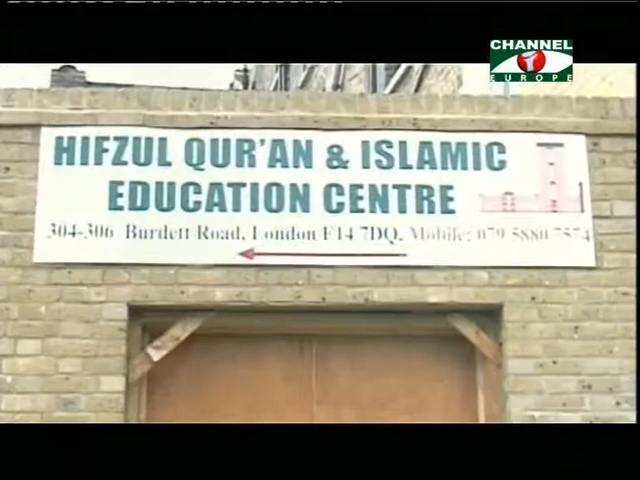 CHANNEL
i
EUROPE
HIFZUL QUR'AN & ISLAMIC
EDUCATION CENTRE
304-306 Burdett Road, London E14 7DQ, Mobile: 079 5880 7574